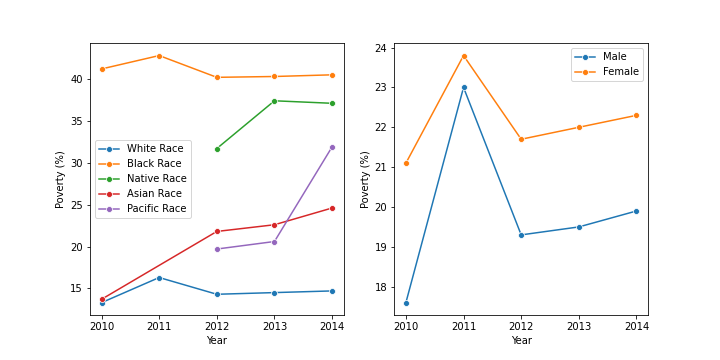 40
35
30
25
20
15
Poverty (%)
White Race
Black Race
Native Race
Asian Race
Pacific Race
2010 2011 2012 2013 2014
Year
24
23
22
21
20
19
18
Poverty (%)
Male
Female
2010 2011 2012 2013 2014
Year